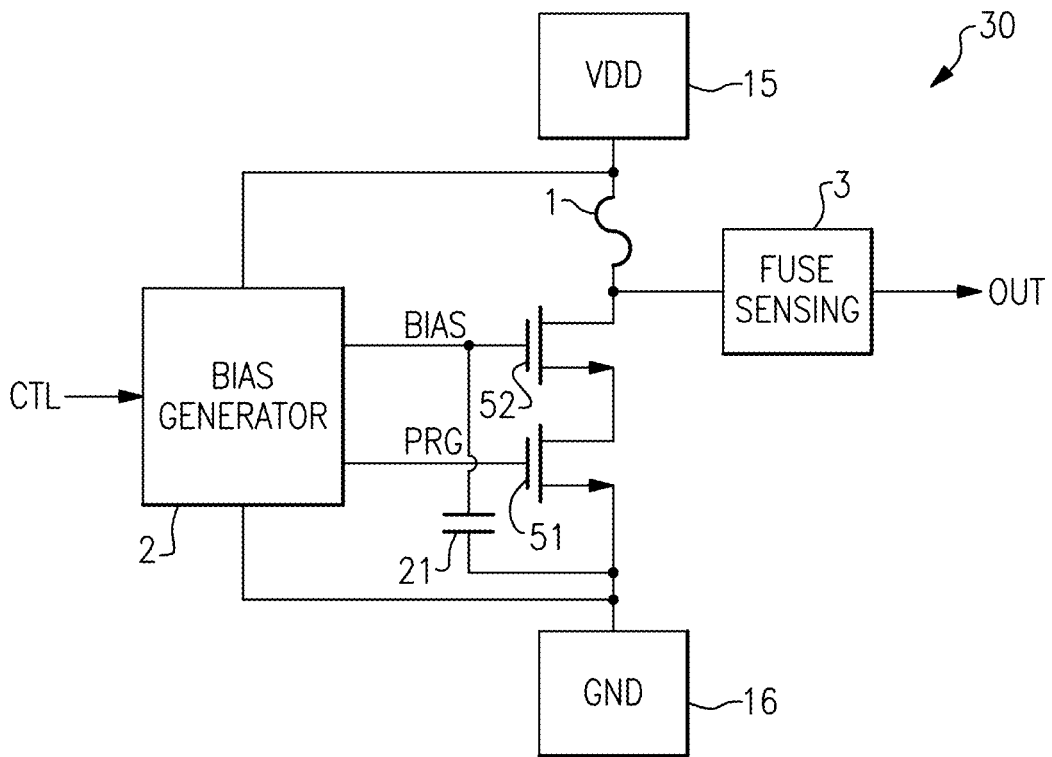 30
VDD
15
1
3
FUSE
SENSING
OUT
BIAS
52
CTL
BIAS
GENERATOR
PRG
51
2
21
GND
16